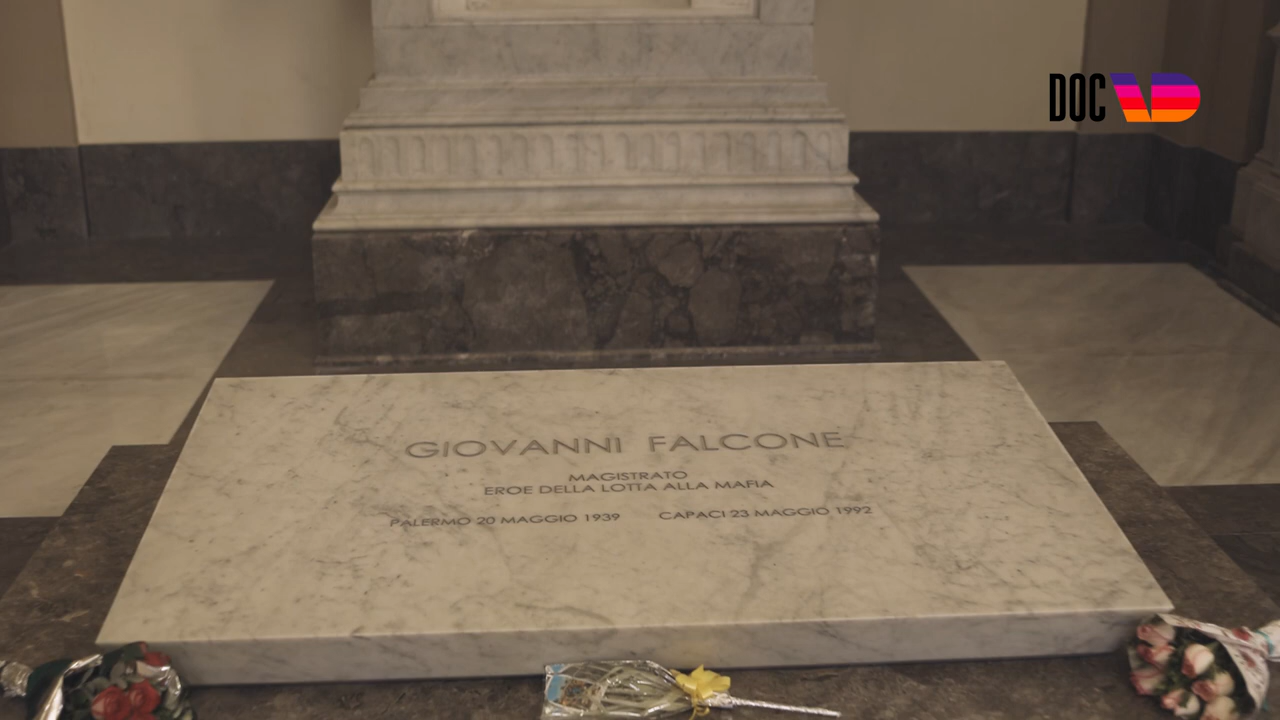 DOC
GIOVANNI FALCONE
MAGISTRATO
EROE DELLA LOTTA ALLA MAFIA
PALERMO 20 MAGGIO 1939 CAPACI 23 MAGGIO 1992